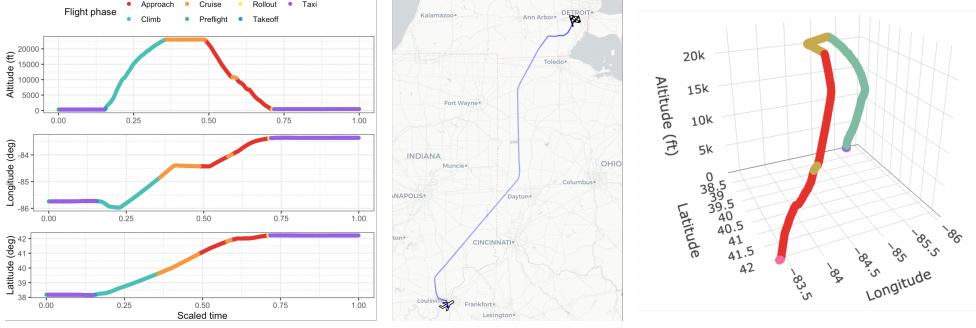 Flight phase
Approach Cruise Rollout Taxi
Climb Preflight Takeoff
Altitude (ft)
20000
15000
10000
5000
0
0.00 0.25 0.50 0.75 1.00
Longitude (deg)
-84
-85
-86
0.00 0.25 0.50 0.75 1.00
Latitude (deg)
42
41
40
39
38
0.00 0.25 0.50 0.75 1.00
Scaled time
Kalamazoo
Ann Arbor
DETROIT
Toledo
Fort Wayne
INDIANA
OHIO
Muncie
NAPOLIS
Columbus
Dayton
ton
CINCINNATI
Louisville
Frankfort
Lexington
20k
15k
10k
5k
0
Altitude (ft)
38.5
39
39.5
40
40.5
41
41.5
42
Latitude
−83.5
−84
−84.5
−85
−85.5
−86
Longitude